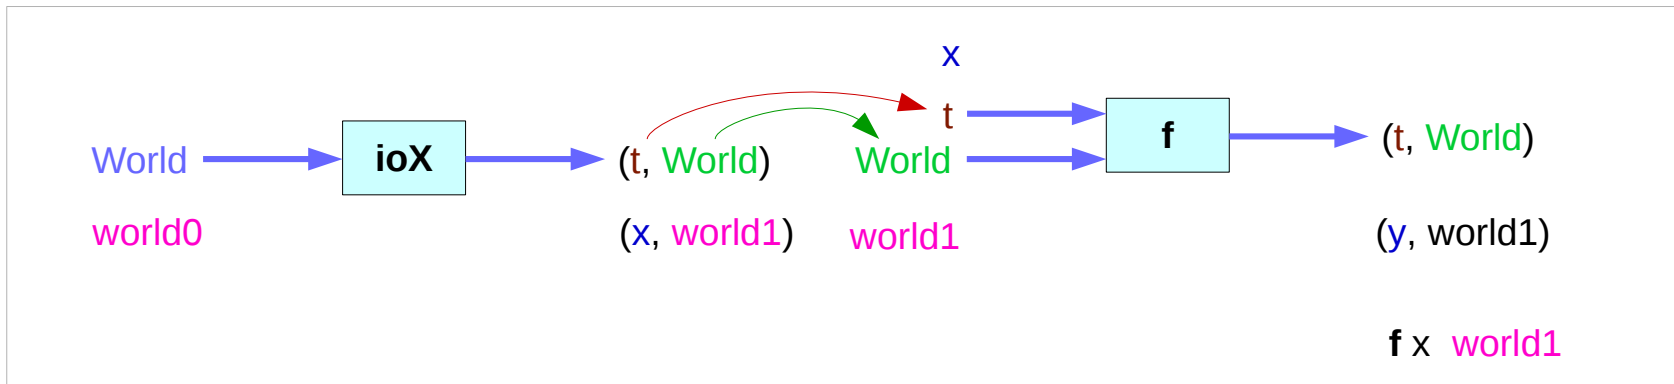 x
t
World
ioX
(t, World)
World
f
(t, World)
world0
(x, world1)
world1
(y, world1)
f x world1